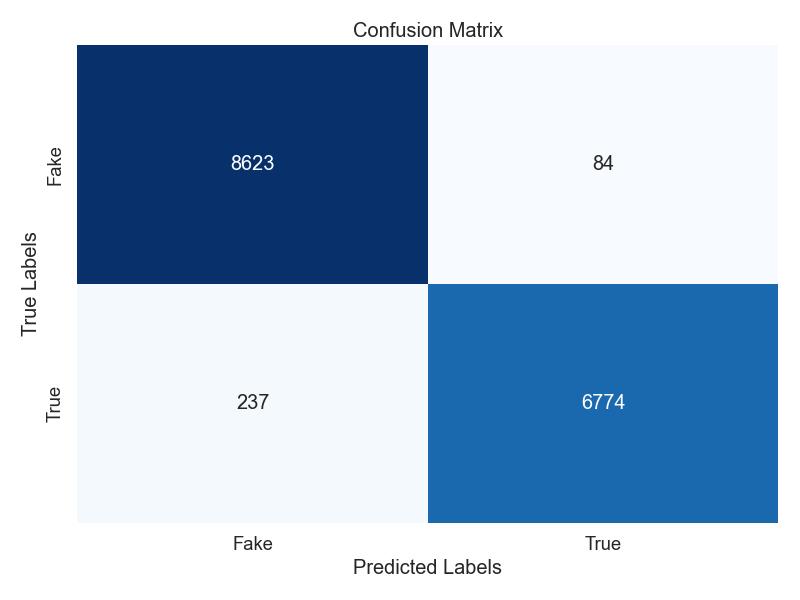 Confusion Matrix
True Labels
Fake
8623
84
True
237
6774
Fake
True
Predicted Labels